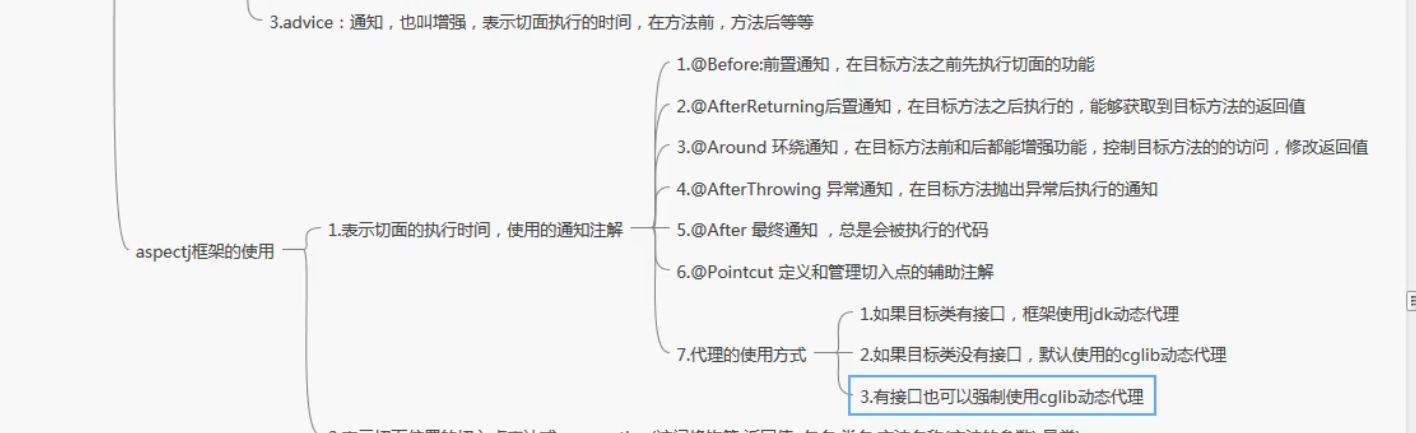 3.advice：通知，也叫增强，表示切面执行的时间，在方法前，方法后等等
1.@Before:前置通知，在目标方法之前先执行切面的功能
2.@AfterReturning后置通知，在目标方法之后执行的，能够获取到目标方法的返回值
3.@Around 环绕通知，在目标方法前和后都能增强功能，控制目标方法的的访问，修改返回值
4.@AfterThrowing 异常通知，在目标方法抛出异常后执行的通知
1.表示切面的执行时间，使用的通知注解
5.@After 最终通知 ，总是会被执行的代码
aspectj框架的使用
6.@Pointcut 定义和管理切入点的辅助注解
1.如果目标类有接口，框架使用jdk动态代理
7.代理的使用方式
2.如果目标类没有接口，默认使用的cglib动态代理
3.有接口也可以强制使用cglib动态代理